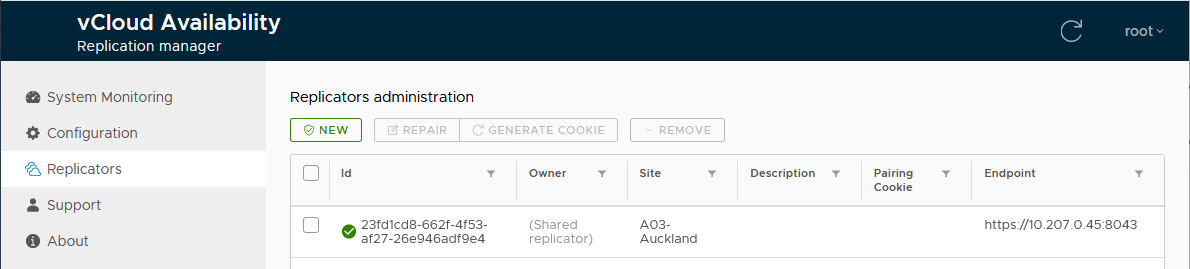 vCloud Availability
Replication manager
root
System Monitoring
Configuration
Replicators
Support
About
Replicators administration
NEW
REPAIR
GENERATE COOKIE
REMOVE
Id
Owner
Site
Description
Pairing
Cookie
Endpoint
23fd1cd8-662f-4f53-
af27-26e946adf9e4
(Shared
replicator)
A03-
Auckland
https://10.207.0.45:8043